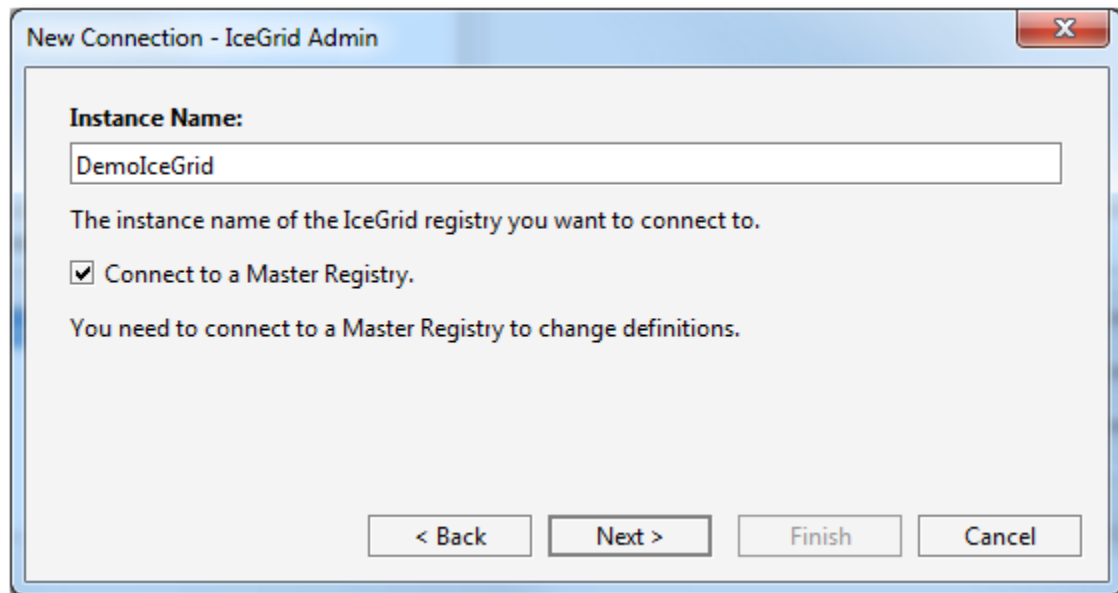 New Connection - IceGrid Admin
Instance Name:
DemoIceGrid
The instance name of the IceGrid registry you want to connect to.
Connect to a Master Registry.
You need to connect to a Master Registry to change definitions.
< Back Next > Finish Cancel